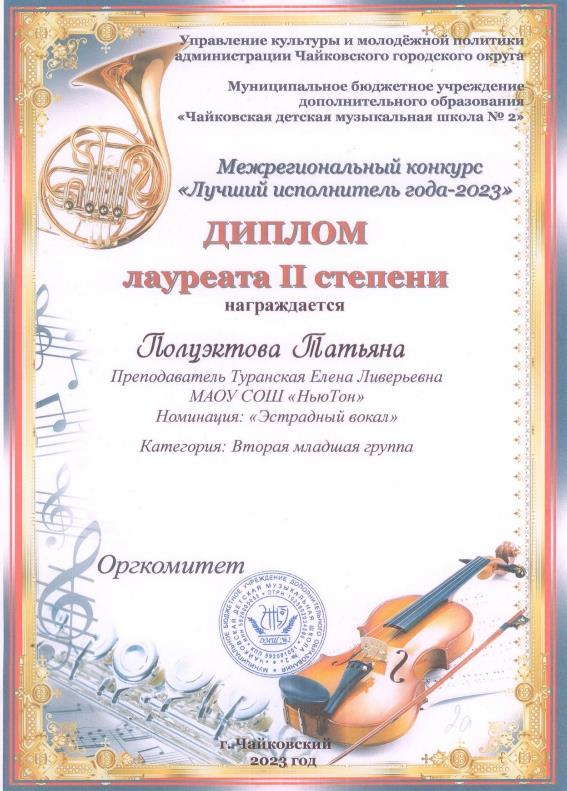 Управление культуры и молодёжной политики
администрации Чайковского городского округа
Муниципальное бюджетное учреждение
дополнительного образования
«Чайковская детская музыкальная школа № 2»
Межрегиональный конкурс
«Лучший исполнитель года-2023»
ДИПЛОМ
лауреата II степени
награждается
Полуэктова Татьяна
Преподаватель Туранская Елена Ливерьевна
МАОУ СОШ «НьюТон»
Номинация: «Эстрадный вокал»
Категория: Вторая младшая группа
Оргкомитет
г. Чайковский
2023 год